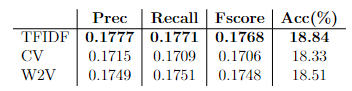 Prec Recall Fscore Acc(%)
TFIDF 0.1777 0.1771 0.1768 18.84
CV 0.1715 0.1709 0.1706 18.33
W2V 0.1749 0.1751 0.1748 18.51